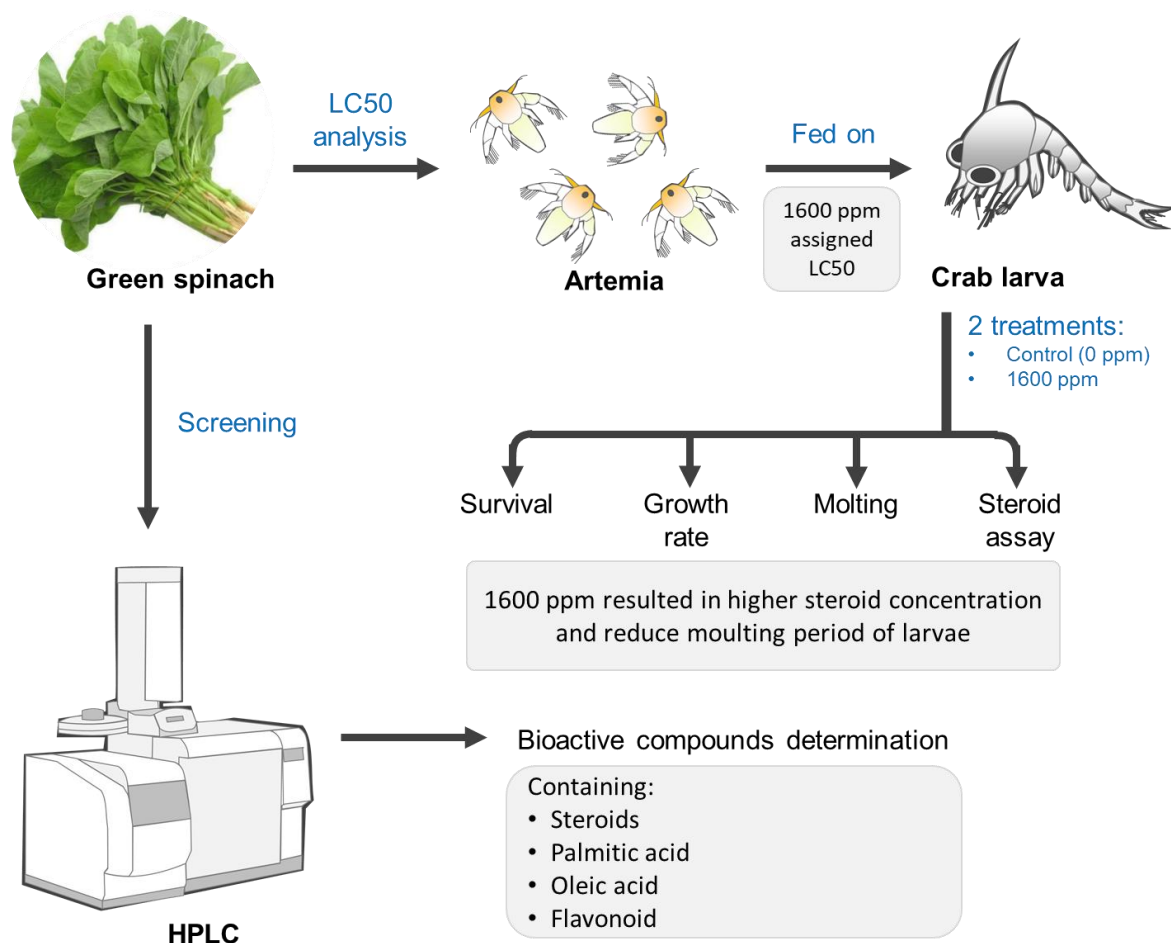 LC50
analysis
Fed on
1600 ppm
assigned
LC50
Green spinach
Artemia
Crab larva
2 treatments:
• Control (0 ppm)
• 1600 ppm
Screening
Survival
Growth
rate
Molting
Steroid
assay
1600 ppm resulted in higher steroid concentration
and reduce moulting period of larvae
HPLC
Bioactive compounds determination
Containing:
• Steroids
• Palmitic acid
• Oleic acid
• Flavonoid